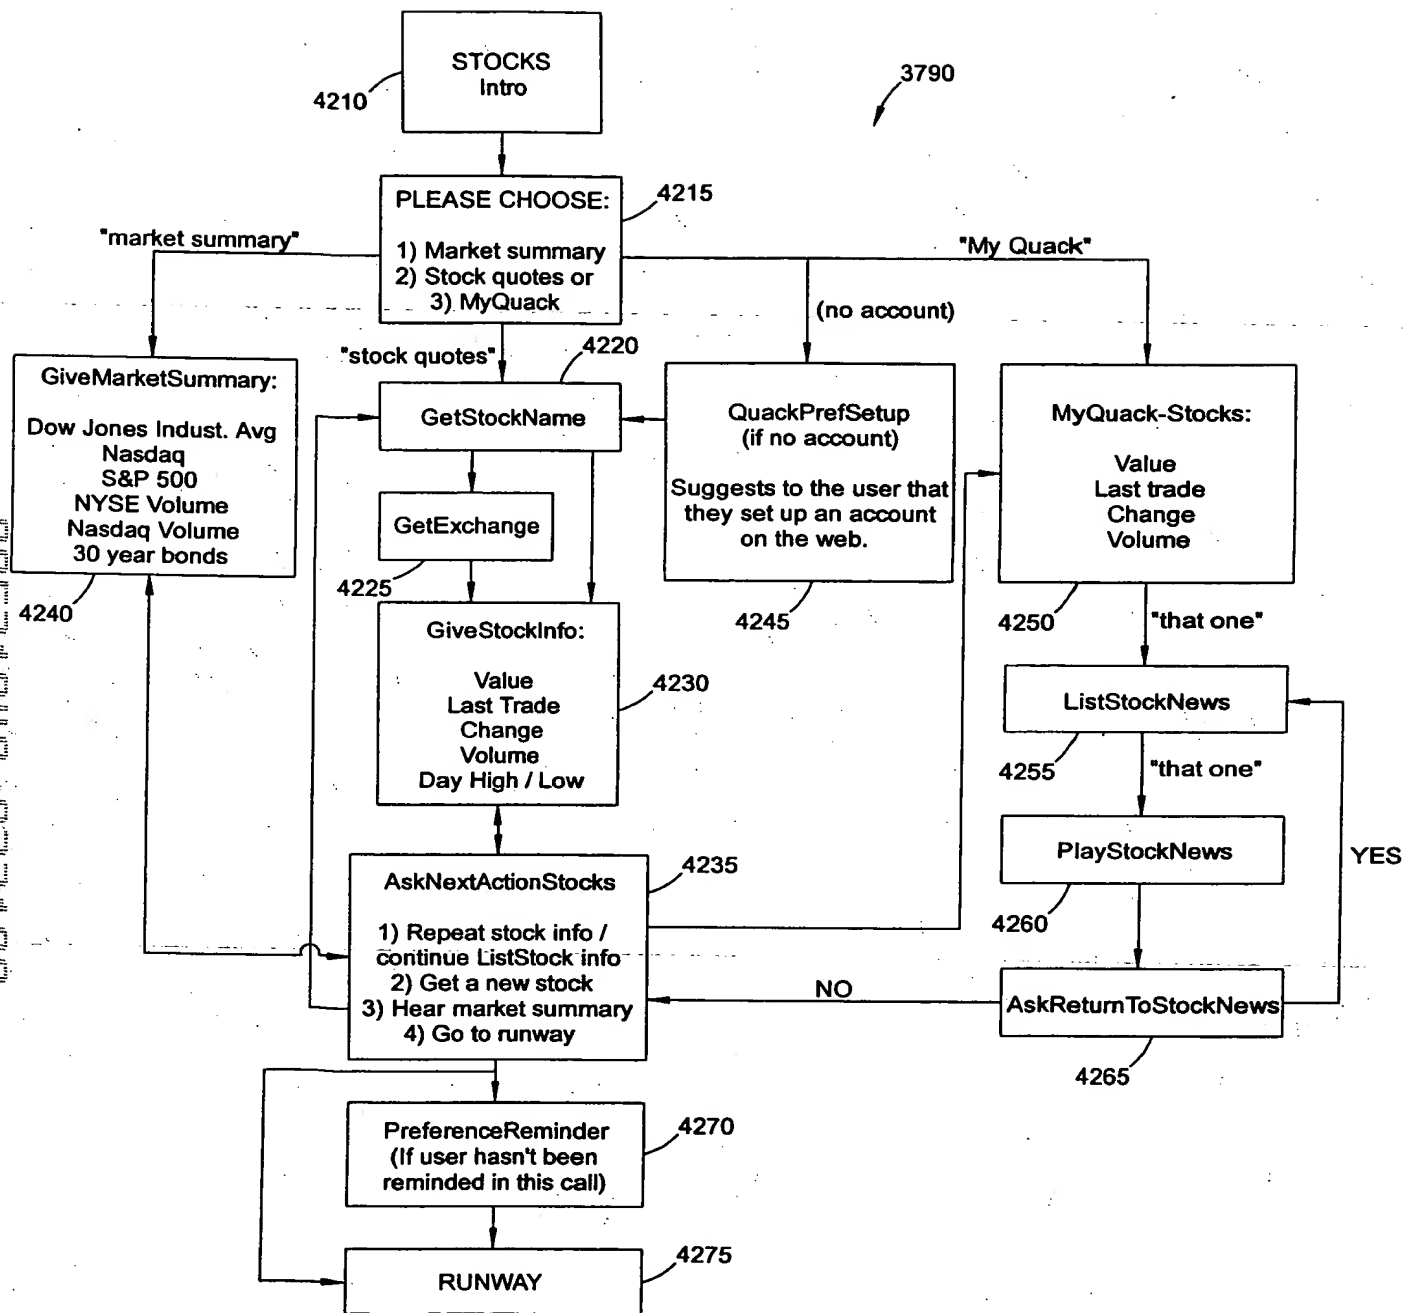 STOCKS
Intro
4210
3790
PLEASE CHOOSE:
1) Market summary
2) Stock quotes or
3) MyQuack
4215
"market summary"
"My Quack"
(no account)
"stock quotes"
4220
GiveMarketSummary:
Dow Jones Indust. Avg
Nasdaq
S&P 500
NYSE Volume
Nasdaq Volume
30 year bonds
4240
GetStockName
GetExchange
4225
QuackPrefSetup
(if no account)
Suggests to the user that
they set up an account
on the web.
4245
MyQuack-Stocks:
Value
Last trade
Change
Volume
4250
"that one"
GiveStockInfo:
Value
Last Trade
Change
Volume
Day High / Low
4230
ListStockNews
4255
"that one"
PlayStockNews
4260
YES
AskNextActionStocks
1) Repeat stock info /
continue ListStock info
2) Get a new stock
3) Hear market summary
4) Go to runway
4235
NO
AskReturnToStockNews
4265
PreferenceReminder
(If user hasn't been
reminded in this call)
4270
RUNWAY
4275